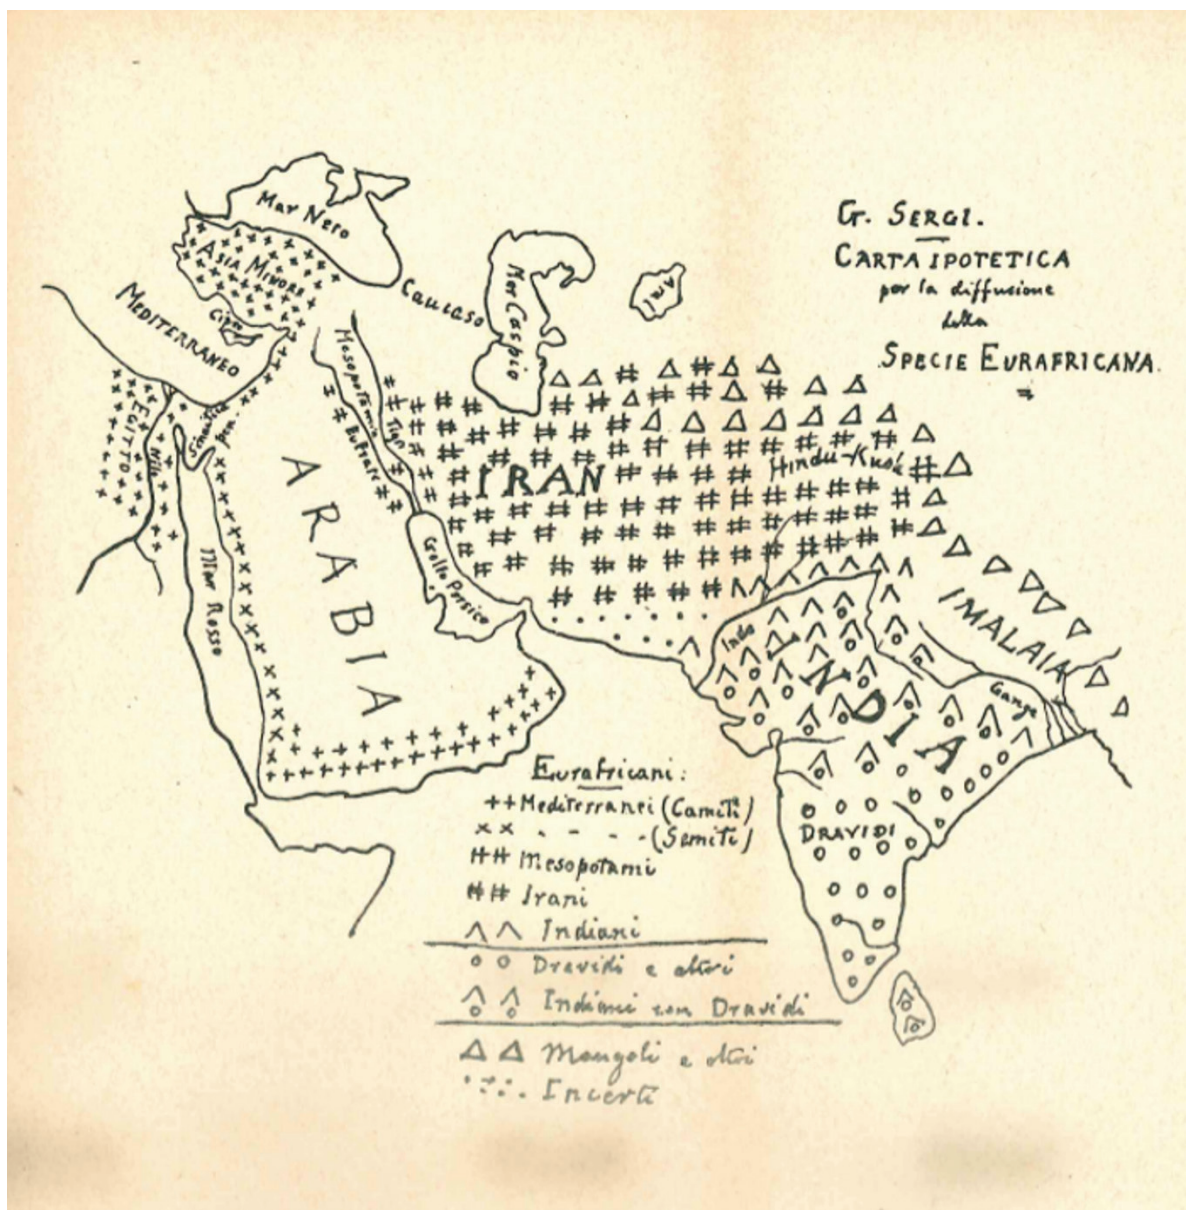 G. SERGI.
CARTA IPOTETICA
per la diffusione
della
SPECIE EURAFRICANA.
Mar Nero
ASIA MINORE
Cipro
MEDITERRANEO
Caucaso
Mar Caspio
Aral
Mesopotamia
Tigri
Eufrate
EGITTO
Nilo
Sinaitica
pen.
ARABIA
Mar Rosso
Golfo Persico
IRAN
Hindu-Kush
IMALAIA
Indo
INDIA
Gange
DRAVIDI
Eurafricani:
++ Mediterranei (Camiti)
x x - - - - (Semiti)
Mesopotami
## Irani
∧ ∧ Indiani
o o Dravidi e altri
Indiani con Dravidi
△ △ Mongoli e altri
Incerti